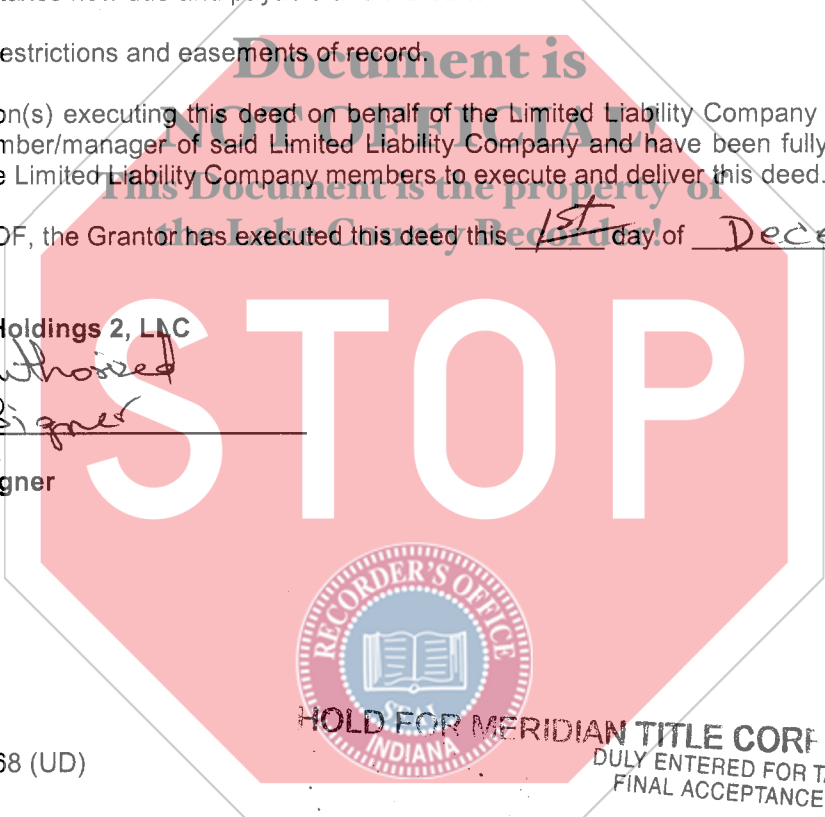 estrictions and easements of record.
Document is
on(s) executing this deed on behalf of the Limited Liability Company
NOT OFFICIAL!
mber/manager of said Limited Liability Company and have been fully
e Limited Liability Company members to execute and deliver this deed.
This Document is the property of
OF, the Grantor has executed this deed this 1st day of Dece
the Lake County Recorder!
STOP
Holdings 2, LLC
uthorized
signer
gner
RECORDER'S OFFICE
SEAL
INDIANA
HOLD FOR MERIDIAN TITLE CORP
68 (UD)
DULY ENTERED FOR TA
FINAL ACCEPTANCE